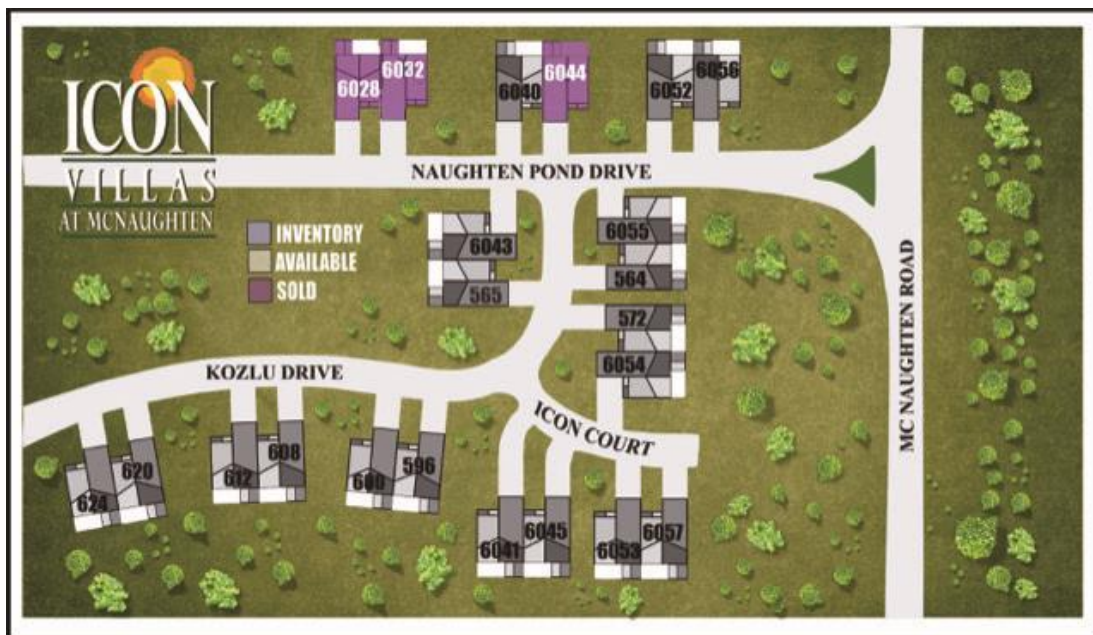 ICON
VILLAS
AT MCNAUGHTEN
6028
6032
6040
6044
6052
6056
NAUGHTEN POND DRIVE
INVENTORY
AVAILABLE
SOLD
6043
565
6055
564
572
6054
KOZLU DRIVE
ICON COURT
MC NAUGHTEN ROAD
624
620
612
608
600
596
6041
6045
6053
6057